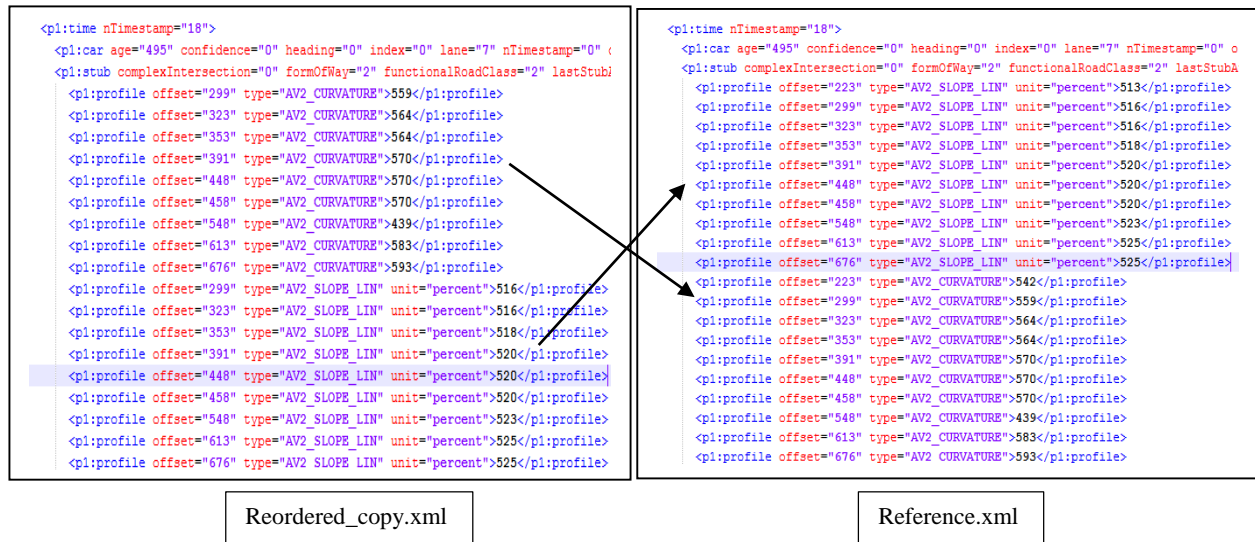 <p1:time nTimestamp="18">
<p1:car age="495" confidence="0" heading="0" index="0" lane="7" nTimestamp="0" c
<p1:stub complexIntersection="0" formOfWay="2" functionalRoadClass="2" lastStubA
<p1:profile offset="299" type="AV2_CURVATURE">559</p1:profile>
<p1:profile offset="323" type="AV2_CURVATURE">564</p1:profile>
<p1:profile offset="353" type="AV2_CURVATURE">564</p1:profile>
<p1:profile offset="391" type="AV2_CURVATURE">570</p1:profile>
<p1:profile offset="448" type="AV2_CURVATURE">570</p1:profile>
<p1:profile offset="458" type="AV2_CURVATURE">570</p1:profile>
<p1:profile offset="548" type="AV2_CURVATURE">439</p1:profile>
<p1:profile offset="613" type="AV2_CURVATURE">583</p1:profile>
<p1:profile offset="676" type="AV2_CURVATURE">593</p1:profile>
<p1:profile offset="299" type="AV2_SLOPE_LIN" unit="percent">516</p1:profile>
<p1:profile offset="323" type="AV2_SLOPE_LIN" unit="percent">516</p1:profile>
<p1:profile offset="353" type="AV2_SLOPE_LIN" unit="percent">518</p1:profile>
<p1:profile offset="391" type="AV2_SLOPE_LIN" unit="percent">520</p1:profile>
<p1:profile offset="448" type="AV2_SLOPE_LIN" unit="percent">520</p1:profile>
<p1:profile offset="458" type="AV2_SLOPE_LIN" unit="percent">520</p1:profile>
<p1:profile offset="548" type="AV2_SLOPE_LIN" unit="percent">523</p1:profile>
<p1:profile offset="613" type="AV2_SLOPE_LIN" unit="percent">525</p1:profile>
<p1:profile offset="676" type="AV2_SLOPE_LIN" unit="percent">525</p1:profile>
Reordered_copy.xml
<p1:time nTimestamp="18">
<p1:car age="495" confidence="0" heading="0" index="0" lane="7" nTimestamp="0" o
<p1:stub complexIntersection="0" formOfWay="2" functionalRoadClass="2" lastStubA
<p1:profile offset="223" type="AV2_SLOPE_LIN" unit="percent">513</p1:profile>
<p1:profile offset="299" type="AV2_SLOPE_LIN" unit="percent">516</p1:profile>
<p1:profile offset="323" type="AV2_SLOPE_LIN" unit="percent">516</p1:profile>
<p1:profile offset="353" type="AV2_SLOPE_LIN" unit="percent">518</p1:profile>
<p1:profile offset="391" type="AV2_SLOPE_LIN" unit="percent">520</p1:profile>
<p1:profile offset="448" type="AV2_SLOPE_LIN" unit="percent">520</p1:profile>
<p1:profile offset="458" type="AV2_SLOPE_LIN" unit="percent">520</p1:profile>
<p1:profile offset="548" type="AV2_SLOPE_LIN" unit="percent">523</p1:profile>
<p1:profile offset="613" type="AV2_SLOPE_LIN" unit="percent">525</p1:profile>
<p1:profile offset="676" type="AV2_SLOPE_LIN" unit="percent">525</p1:profile>
<p1:profile offset="223" type="AV2_CURVATURE">542</p1:profile>
<p1:profile offset="299" type="AV2_CURVATURE">559</p1:profile>
<p1:profile offset="323" type="AV2_CURVATURE">564</p1:profile>
<p1:profile offset="353" type="AV2_CURVATURE">564</p1:profile>
<p1:profile offset="391" type="AV2_CURVATURE">570</p1:profile>
<p1:profile offset="448" type="AV2_CURVATURE">570</p1:profile>
<p1:profile offset="458" type="AV2_CURVATURE">570</p1:profile>
<p1:profile offset="548" type="AV2_CURVATURE">439</p1:profile>
<p1:profile offset="613" type="AV2_CURVATURE">583</p1:profile>
<p1:profile offset="676" type="AV2_CURVATURE">593</p1:profile>
Reference.xml